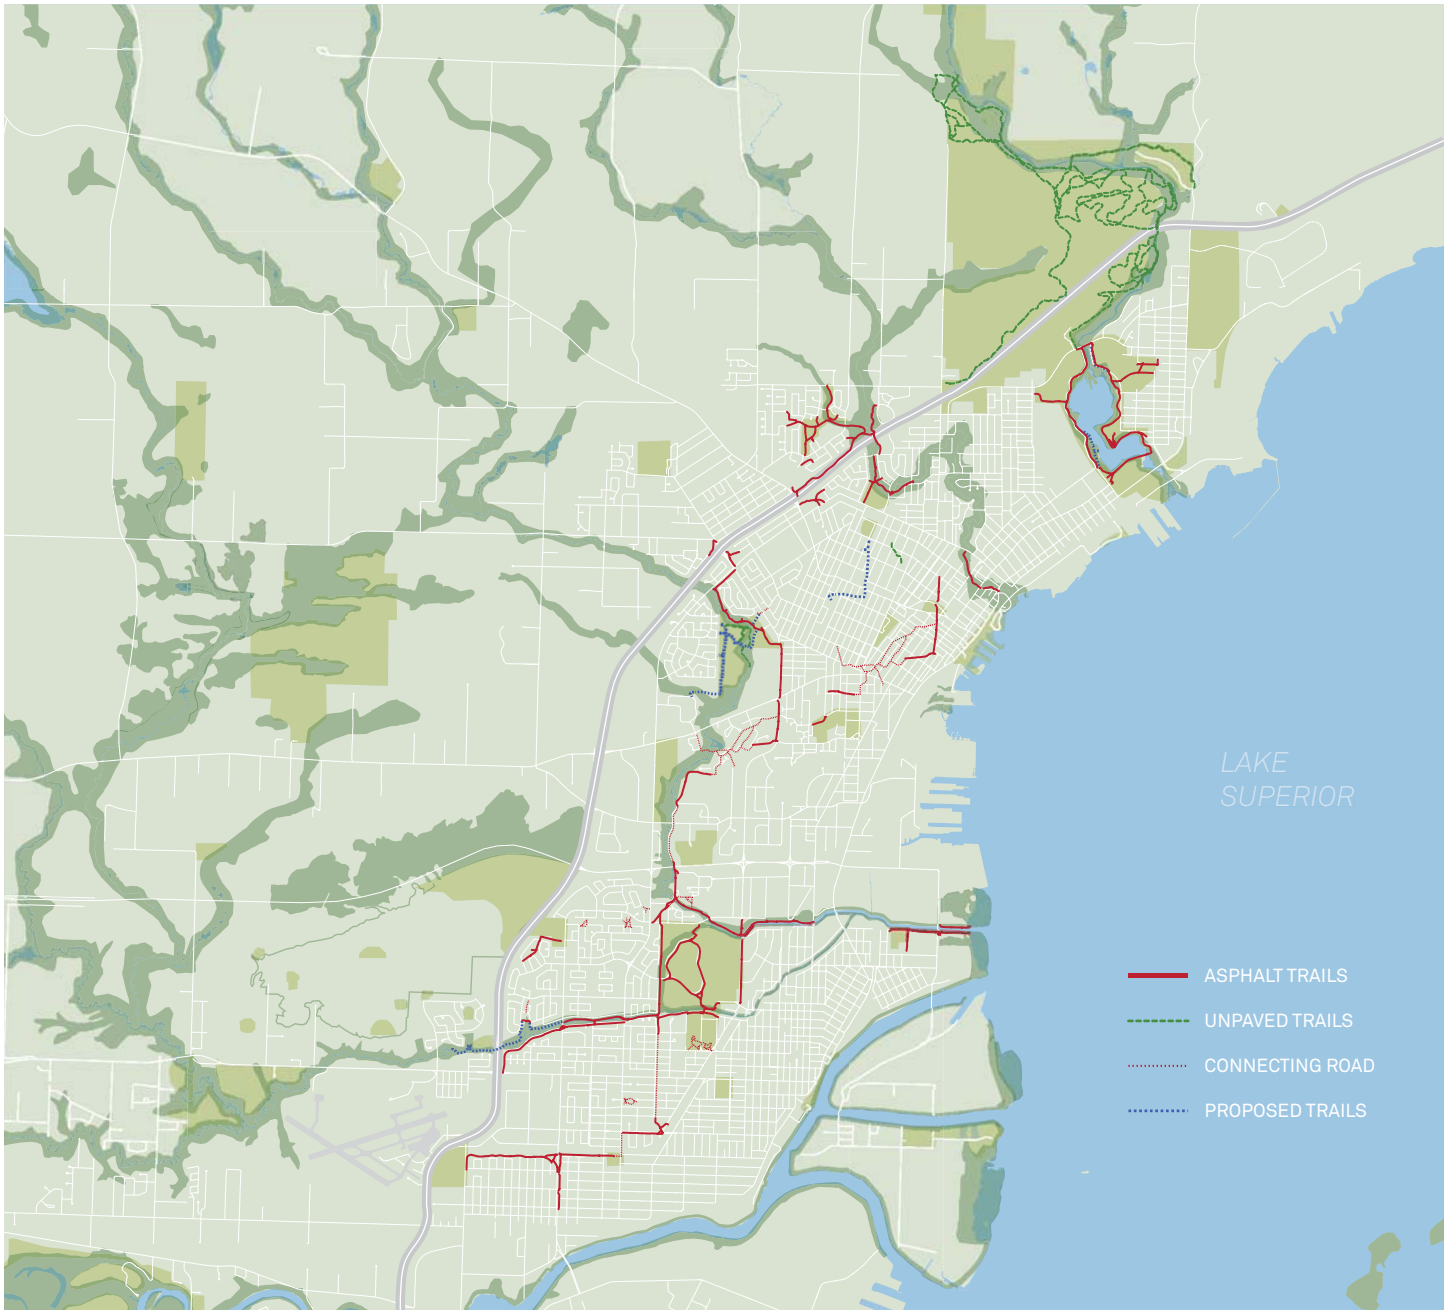 LAKE
SUPERIOR
ASPHALT TRAILS
UNPAVED TRAILS
CONNECTING ROAD
PROPOSED TRAILS